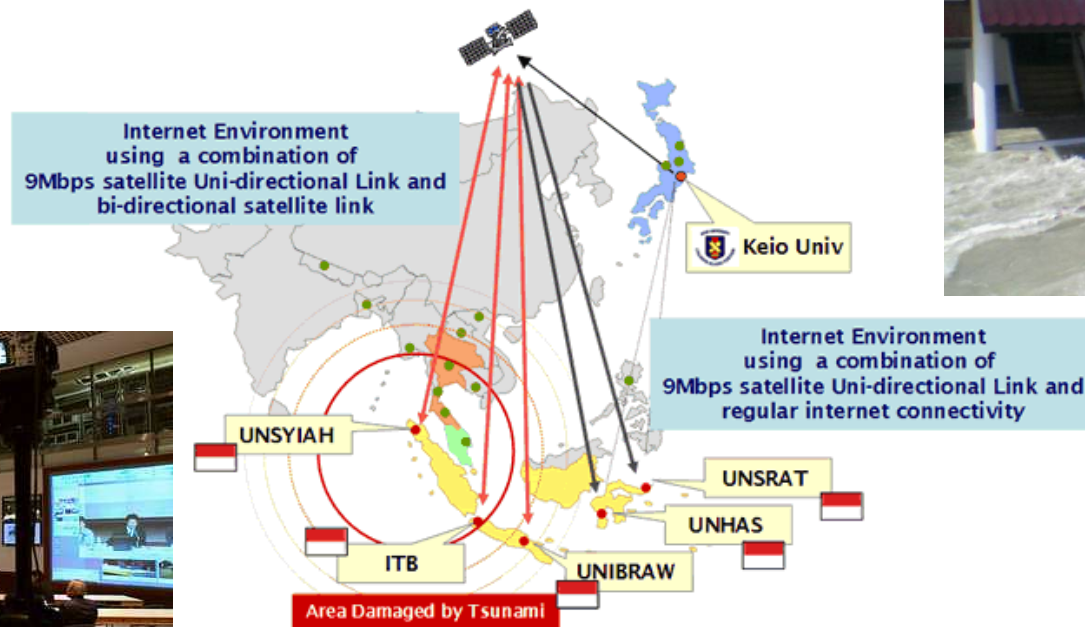 Internet Environment
using a combination of
9Mbps satellite Uni-directional Link and
bi-directional satellite link
Keio Univ
Internet Environment
using a combination of
9Mbps satellite Uni-directional Link and
regular internet connectivity
UNSYIAH
UNSRAT
UNHAS
ITB
UNIBRAW
Area Damaged by Tsunami